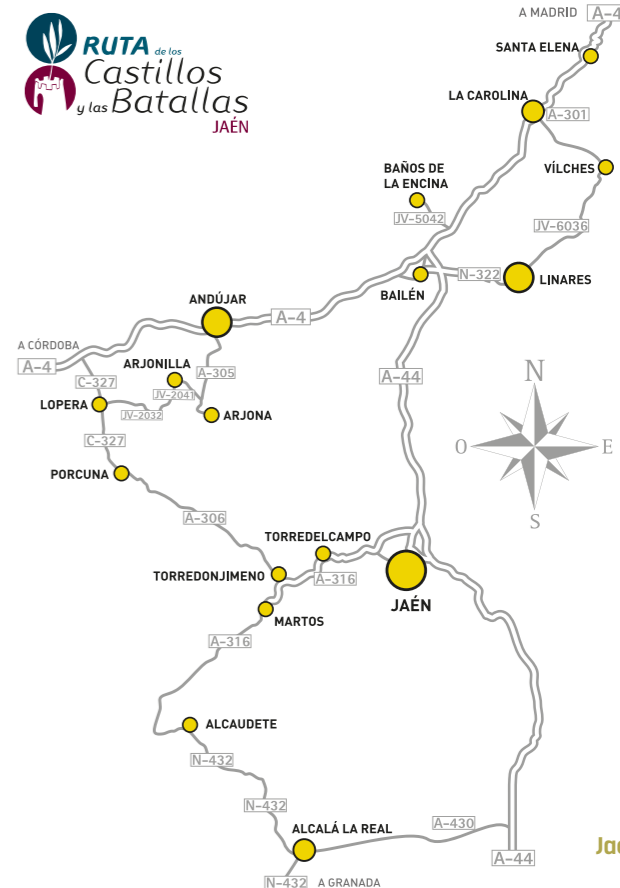 RUTA de los
Castillos
y las Batallas
JAÉN
A MADRID A-4
SANTA ELENA
LA CAROLINA
A-301
BAÑOS DE
LA ENCINA
VÍLCHES
JV-5042
JV-6036
N-322
LINARES
BAILÉN
ANDÚJAR
A-4
A CÓRDOBA
A-4
ARJONILLA
A-305
A-44
C-327
JV-2041
LOPERA
JV-2032
ARJONA
N
O
E
S
C-327
PORCUNA
A-306
TORREDELCAMPO
TORREDONJIMENO
A-316
JAÉN
MARTOS
A-316
ALCAUDETE
N-432
N-432
ALCALÁ LA REAL
A-430
A-44
N-432 A GRANADA